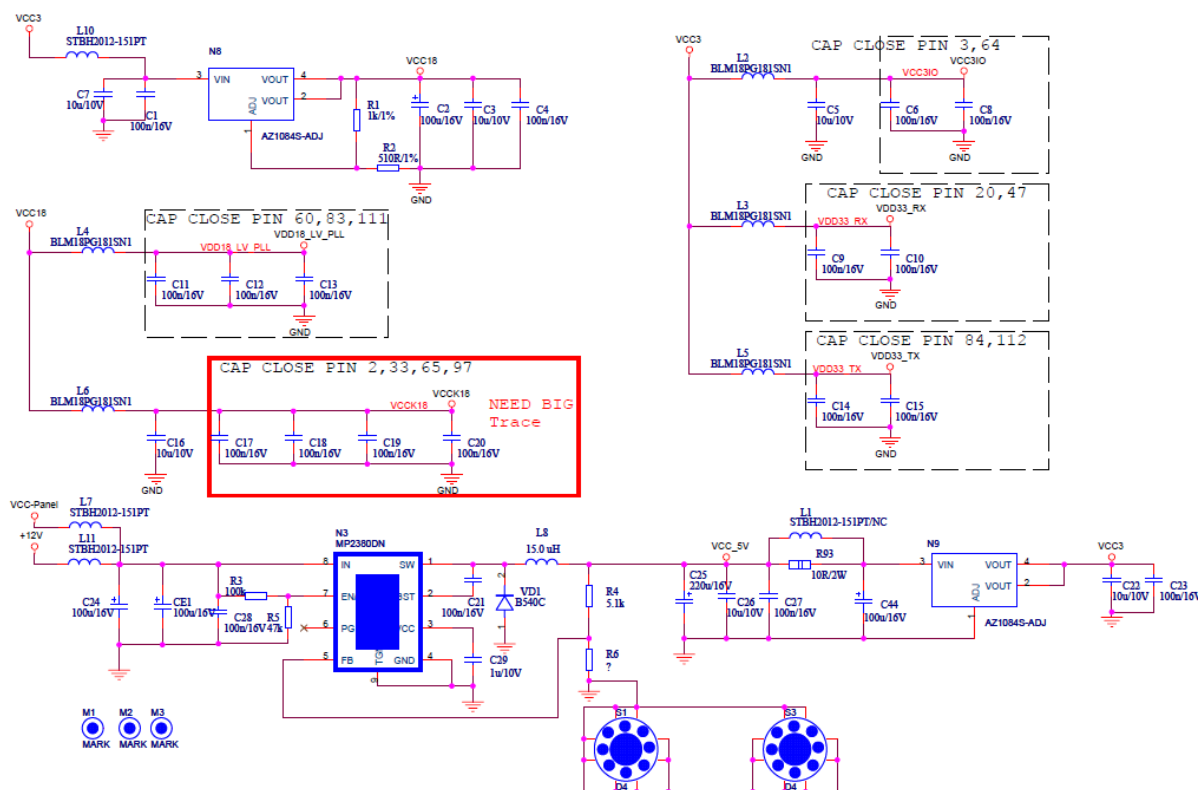 VCC3
L10
STBH2012-151PT
N8
3
VIN
VOUT
4
VOUT
2
ADJ
1
AZ1084S-ADJ
C7
10u/10V
C1
100n/16V
R1
1k/1%
R2
510R/1%
VCC18
C2
100u/16V
C3
10u/10V
C4
100n/16V
GND
VCC3
L2
BLM18PG181SN1
CAP CLOSE PIN 3,64
VCC3IO
VCC3IO
C5
10u/10V
C6
100n/16V
C8
100n/16V
GND
GND
VCC18
L4
BLM18PG181SN1
CAP CLOSE PIN 60,83,111
VDD18_LV_PLL
VDD18_LV_PLL
C11
100n/16V
C12
100n/16V
C13
100n/16V
GND
L3
BLM18PG181SN1
CAP CLOSE PIN 20,47
VDD33_RX
VDD33_RX
C9
100n/16V
C10
100n/16V
GND
L6
BLM18PG181SN1
CAP CLOSE PIN 2,33,65,97
VCCK18
VCCK18
NEED BIG
Trace
C16
10u/10V
C17
100n/16V
C18
100n/16V
C19
100n/16V
C20
100n/16V
GND
GND
L5
BLM18PG181SN1
CAP CLOSE PIN 84,112
VDD33_TX
VDD33_TX
C14
100n/16V
C15
100n/16V
GND
VCC-Panel
L7
STBH2012-151PT
+12V
L11
STBH2012-151PT
C24
100u/16V
CE1
100u/16V
C28
100n/16V
R3
100k
R5
47k
N3
MP2380DN
8
IN
SW
1
7
EN
BST
2
6
PG
VCC
3
5
FB
GND
4
9
C21
100n/16V
C29
1u/10V
2
VD1
B540C
1
L8
15.0 uH
R4
5.1k
R6
?
C25
220u/16V
VCC_5V
C26
10u/10V
C27
100n/16V
L1
STBH2012-151PT/NC
R93
10R/2W
C44
100u/16V
N9
3
VIN
VOUT
4
VOUT
2
ADJ
1
AZ1084S-ADJ
VCC3
C22
10u/10V
C23
100n/16V
M1
MARK
M2
MARK
M3
MARK
S1
S3